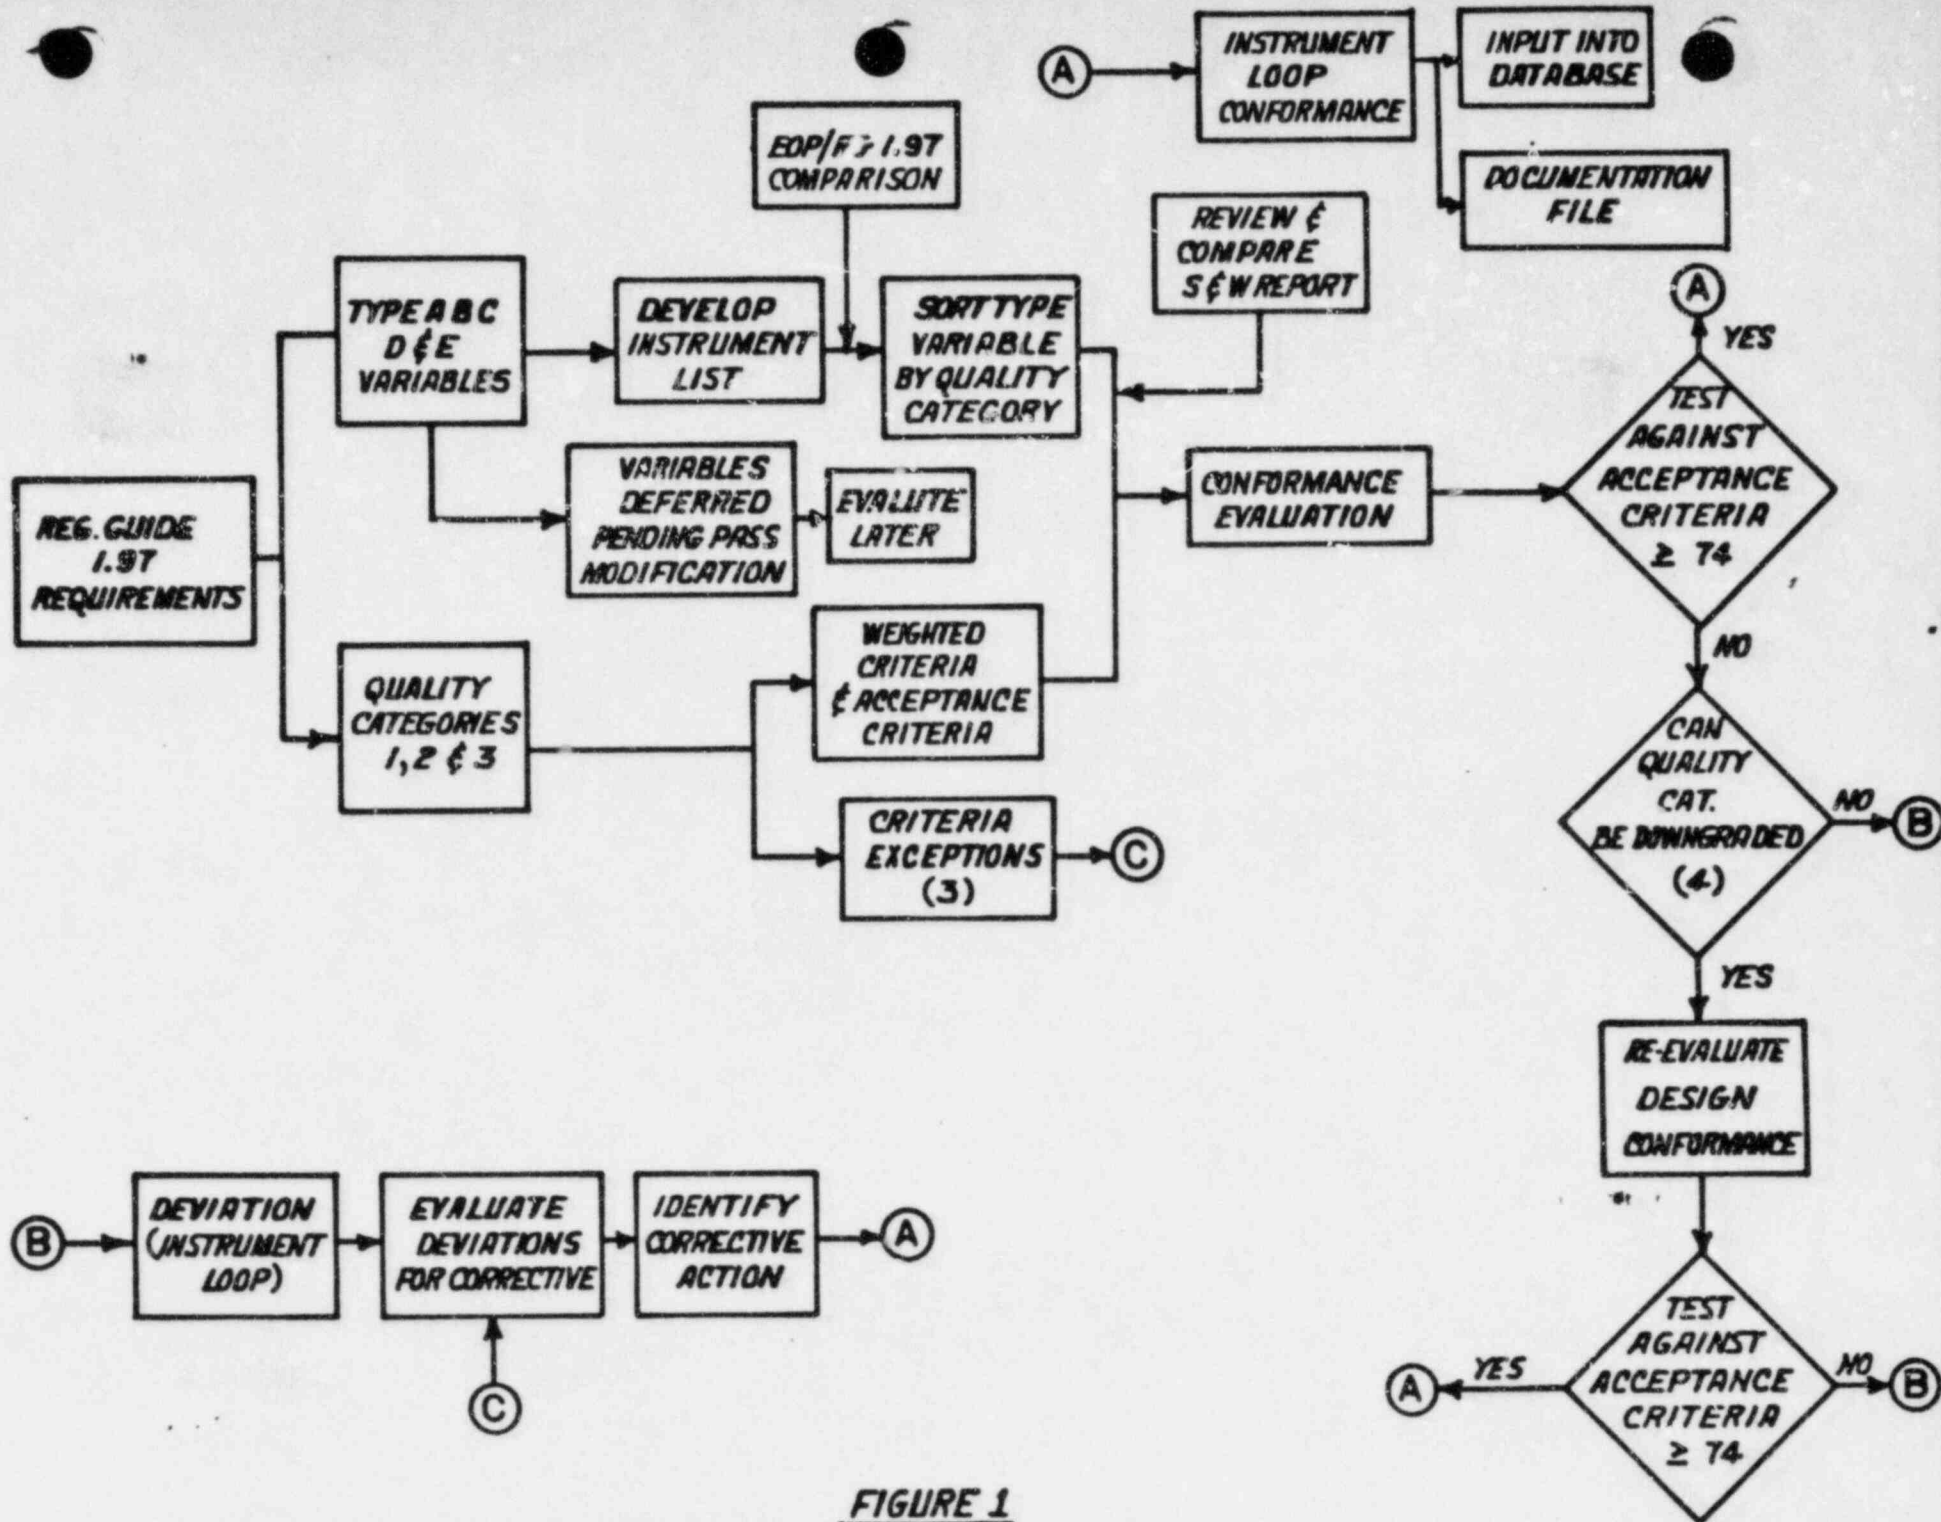 A
INSTRUMENT
LOOP
CONFORMANCE
INPUT INTO
DATABASE
DOCUMENTATION
FILE
EOP/ 1.97
COMPARISON
REVIEW &
COMPARE
S & W REPORT
TYPE A B C
D & E
VARIABLES
DEVELOP
INSTRUMENT
LIST
SORT TYPE
VARIABLE
BY QUALITY
CATEGORY
A
YES
TEST
AGAINST
ACCEPTANCE
CRITERIA
≥ 74
VARIABLES
DEFERRED
PENDING PASS
MODIFICATION
EVALUTE
LATER
CONFORMANCE
EVALUATION
REG. GUIDE
1.97
REQUIREMENTS
NO
WEIGHTED
CRITERIA
& ACCEPTANCE
CRITERIA
QUALITY
CATEGORIES
1, 2 & 3
CAN
QUALITY
CAT.
BE DOWNGRADED
(4)
NO
B
CRITERIA
EXCEPTIONS
(3)
C
YES
RE-EVALUATE
DESIGN
CONFORMANCE
B
DEVIATION
(INSTRUMENT
LOOP)
EVALUATE
DEVIATIONS
FOR CORRECTIVE
IDENTIFY
CORRECTIVE
ACTION
A
C
TEST
AGAINST
ACCEPTANCE
CRITERIA
≥ 74
YES
A
NO
B
FIGURE 1